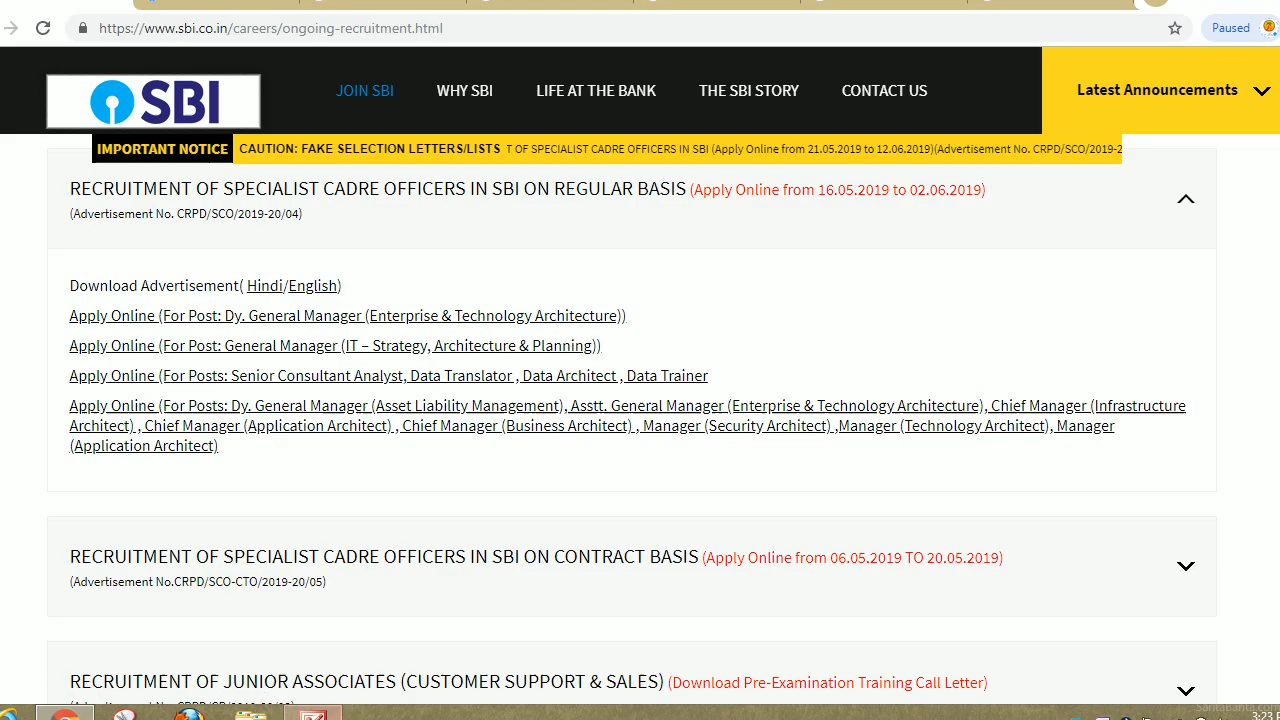 https://www.sbi.co.in/careers/ongoing-recruitment.html
Paused
SBI
JOIN SBI WHY SBI LIFE AT THE BANK THE SBI STORY CONTACT US
Latest Announcements
IMPORTANT NOTICE CAUTION: FAKE SELECTION LETTERS/LISTS T OF SPECIALIST CADRE OFFICERS IN SBI (Apply Online from 21.05.2019 to 12.06.2019)(Advertisement No. CRPD/SCO/2019-2
RECRUITMENT OF SPECIALIST CADRE OFFICERS IN SBI ON REGULAR BASIS (Apply Online from 16.05.2019 to 02.06.2019)
(Advertisement No. CRPD/SCO/2019-20/04)
Download Advertisement( Hindi/English)
Apply Online (For Post: Dy. General Manager (Enterprise & Technology Architecture))
Apply Online (For Post: General Manager (IT – Strategy, Architecture & Planning))
Apply Online (For Posts: Senior Consultant Analyst, Data Translator , Data Architect , Data Trainer
Apply Online (For Posts: Dy. General Manager (Asset Liability Management), Asstt. General Manager (Enterprise & Technology Architecture), Chief Manager (Infrastructure
Architect) , Chief Manager (Application Architect) , Chief Manager (Business Architect) , Manager (Security Architect) ,Manager (Technology Architect), Manager
(Application Architect)
RECRUITMENT OF SPECIALIST CADRE OFFICERS IN SBI ON CONTRACT BASIS (Apply Online from 06.05.2019 TO 20.05.2019)
(Advertisement No.CRPD/SCO-CTO/2019-20/05)
RECRUITMENT OF JUNIOR ASSOCIATES (CUSTOMER SUPPORT & SALES) (Download Pre-Examination Training Call Letter)
SantaBanta.com
3:23